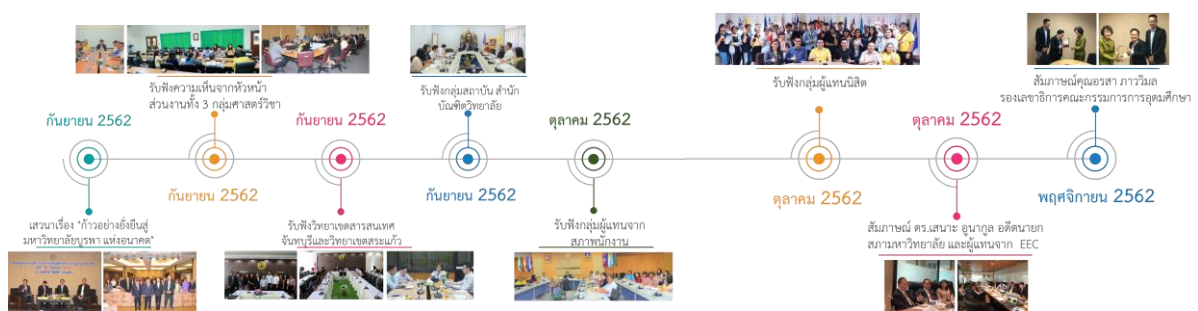 รับฟังความเห็นจากหัวหน้า
ส่วนงานทั้ง 3 กลุ่มศาสตร์วิชา
รับฟังกลุ่มสถาบัน สำนัก
บัณฑิตวิทยาลัย
รับฟังกลุ่มผู้แทนนิสิต
สัมภาษณ์คุณอรสา ภาววิมล
รองเลขาธิการคณะกรรมการการอุดมศึกษา
กันยายน 2562
กันยายน 2562
ตุลาคม 2562
ตุลาคม 2562
กันยายน 2562
กันยายน 2562
ตุลาคม 2562
พฤศจิกายน 2562
เสวนาเรื่อง "ก้าวอย่างยั่งยืนสู่
มหาวิทยาลัยบูรพา แห่งอนาคต"
รับฟังวิทยาเขตสารสนเทศ
จันทบุรีและวิทยาเขตสระแก้ว
รับฟังกลุ่มผู้แทนจาก
สภาพนักงาน
สัมภาษณ์ ดร.เสนาะ อูนากูล อดีตนายก
สภามหาวิทยาลัย และผู้แทนจาก EEC